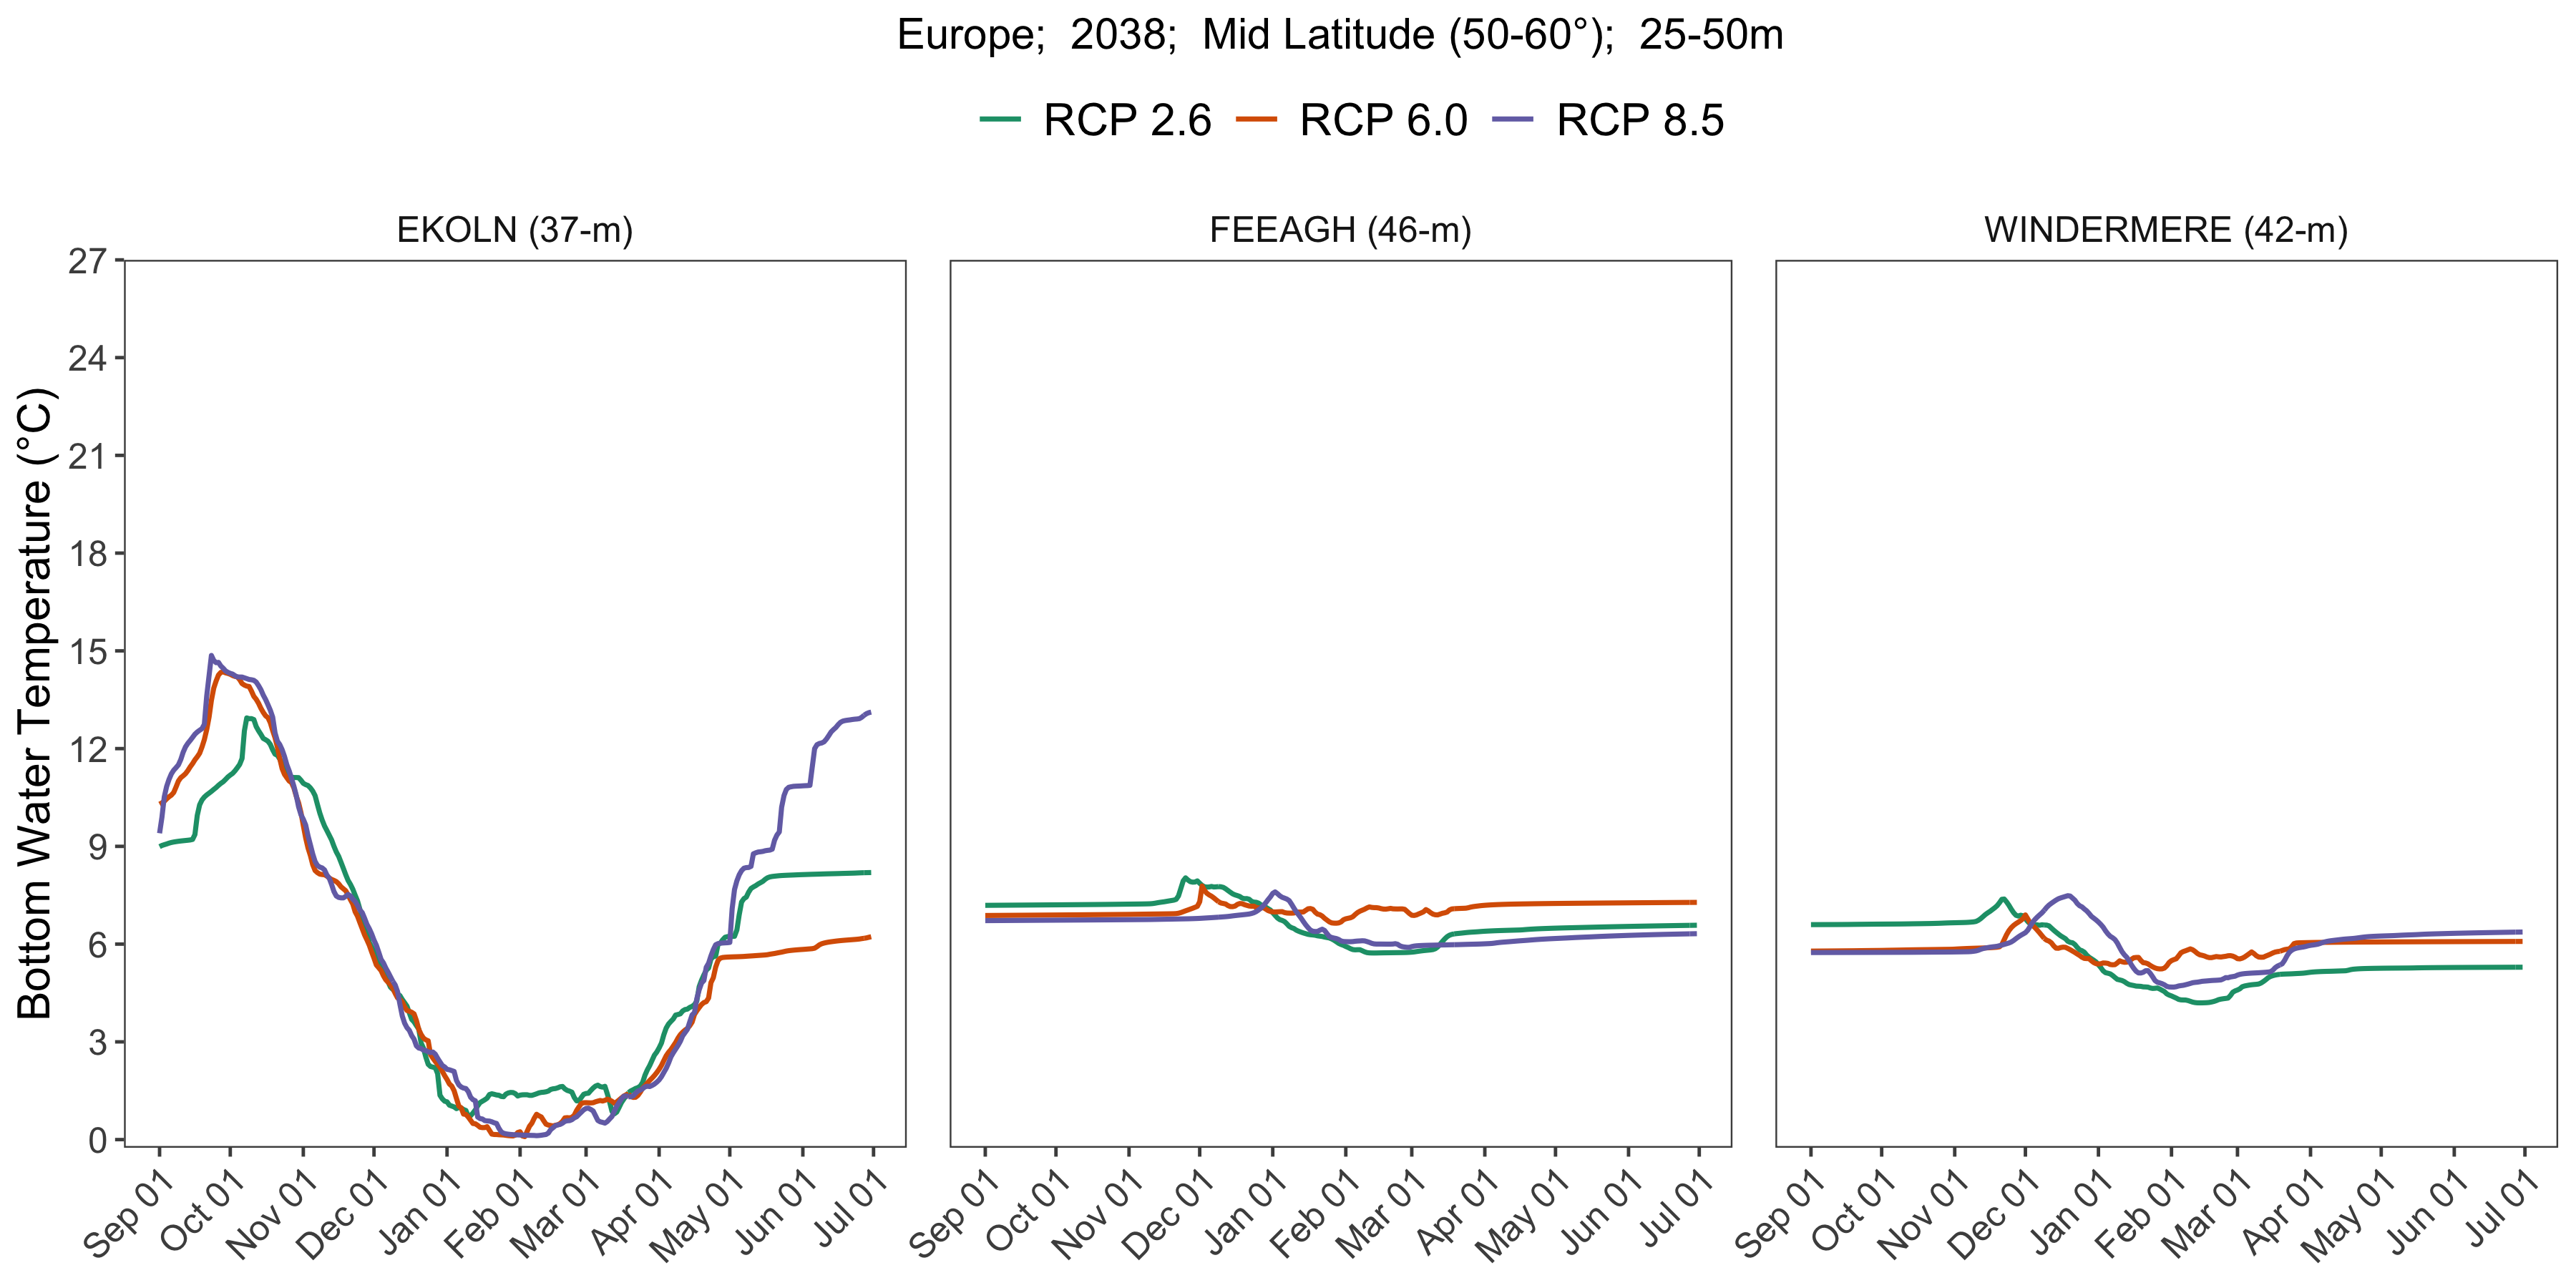 Europe;  2038;  Mid Latitude (50-60°);  25-50m
RCP 2.6 RCP 6.0 RCP 8.5
EKOLN (37-m) FEEAGH (46-m) WINDERMERE (42-m)
Bottom Water Temperature (°C)
27
24
21
18
15
12
9
6
3
0
Sep 01 Oct 01 Nov 01 Dec 01 Jan 01 Feb 01 Mar 01 Apr 01 May 01 Jun 01 Jul 01
Sep 01 Oct 01 Nov 01 Dec 01 Jan 01 Feb 01 Mar 01 Apr 01 May 01 Jun 01 Jul 01
Sep 01 Oct 01 Nov 01 Dec 01 Jan 01 Feb 01 Mar 01 Apr 01 May 01 Jun 01 Jul 01